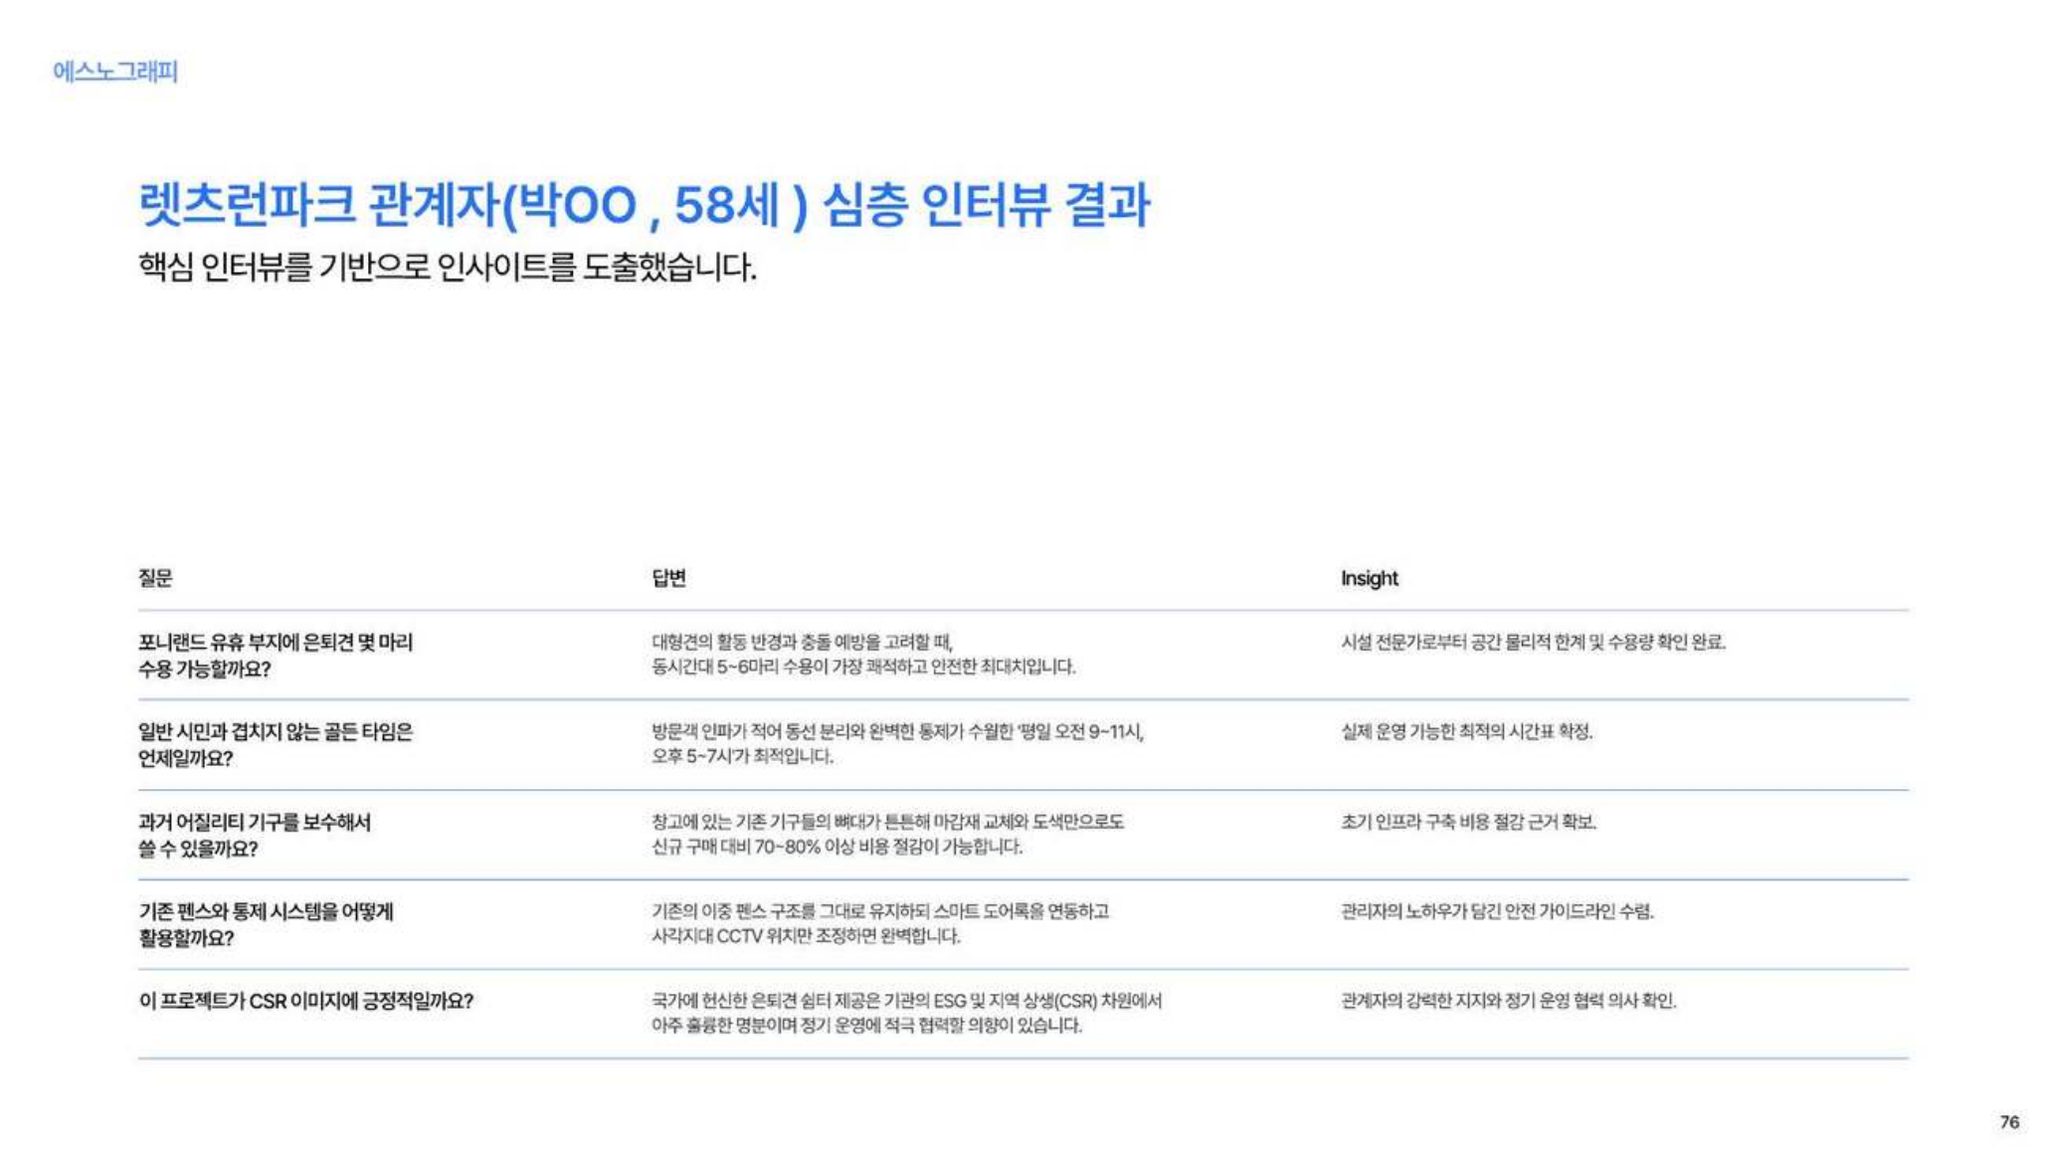 에스노그래피
렛츠런파크 관계자(박OO , 58세 ) 심층 인터뷰 결과
핵심 인터뷰를 기반으로 인사이트를 도출했습니다.
질문
답변
Insight
포니랜드 유휴 부지에 은퇴견 몇 마리
수용 가능할까요?
대형견의 활동 반경과 충돌 예방을 고려할 때,
동시간대 5~6마리 수용이 가장 쾌적하고 안전한 최대치입니다.
시설 전문가로부터 공간 물리적 한계 및 수용량 확인 완료.
일반 시민과 겹치지 않는 골든 타임은
언제일까요?
방문객 인파가 적어 동선 분리와 완벽한 통제가 수월한 '평일 오전 9~11시,
오후 5~7시'가 최적입니다.
실제 운영 가능한 최적의 시간표 확정.
과거 어질리티 기구를 보수해서
쓸 수 있을까요?
창고에 있는 기존 기구들의 뼈대가 튼튼해 마감재 교체와 도색만으로도
신규 구매 대비 70~80% 이상 비용 절감이 가능합니다.
초기 인프라 구축 비용 절감 근거 확보.
기존 펜스와 통제 시스템을 어떻게
활용할까요?
기존의 이중 펜스 구조를 그대로 유지하되 스마트 도어록을 연동하고
사각지대 CCTV 위치만 조정하면 완벽합니다.
관리자의 노하우가 담긴 안전 가이드라인 수렴.
이 프로젝트가 CSR 이미지에 긍정적일까요?
국가에 헌신한 은퇴견 쉼터 제공은 기관의 ESG 및 지역 상생(CSR) 차원에서
아주 훌륭한 명분이며 정기 운영에 적극 협력할 의향이 있습니다.
관계자의 강력한 지지와 정기 운영 협력 의사 확인.
76